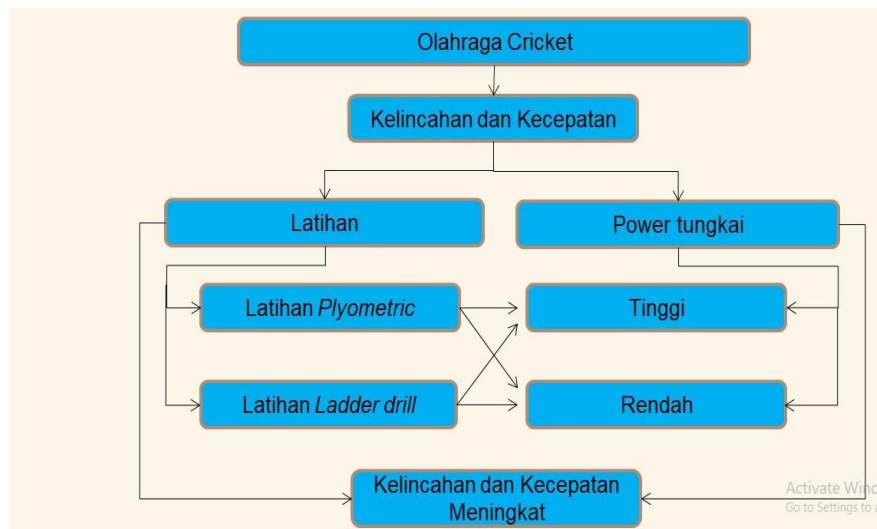 Olahraga Cricket
Kelincahan dan Kecepatan
Latihan
Power tungkai
Latihan Plyometric
Tinggi
Latihan Ladder drill
Rendah
Kelincahan dan Kecepatan
Meningkat
Activate Winc
Go to Settings to a